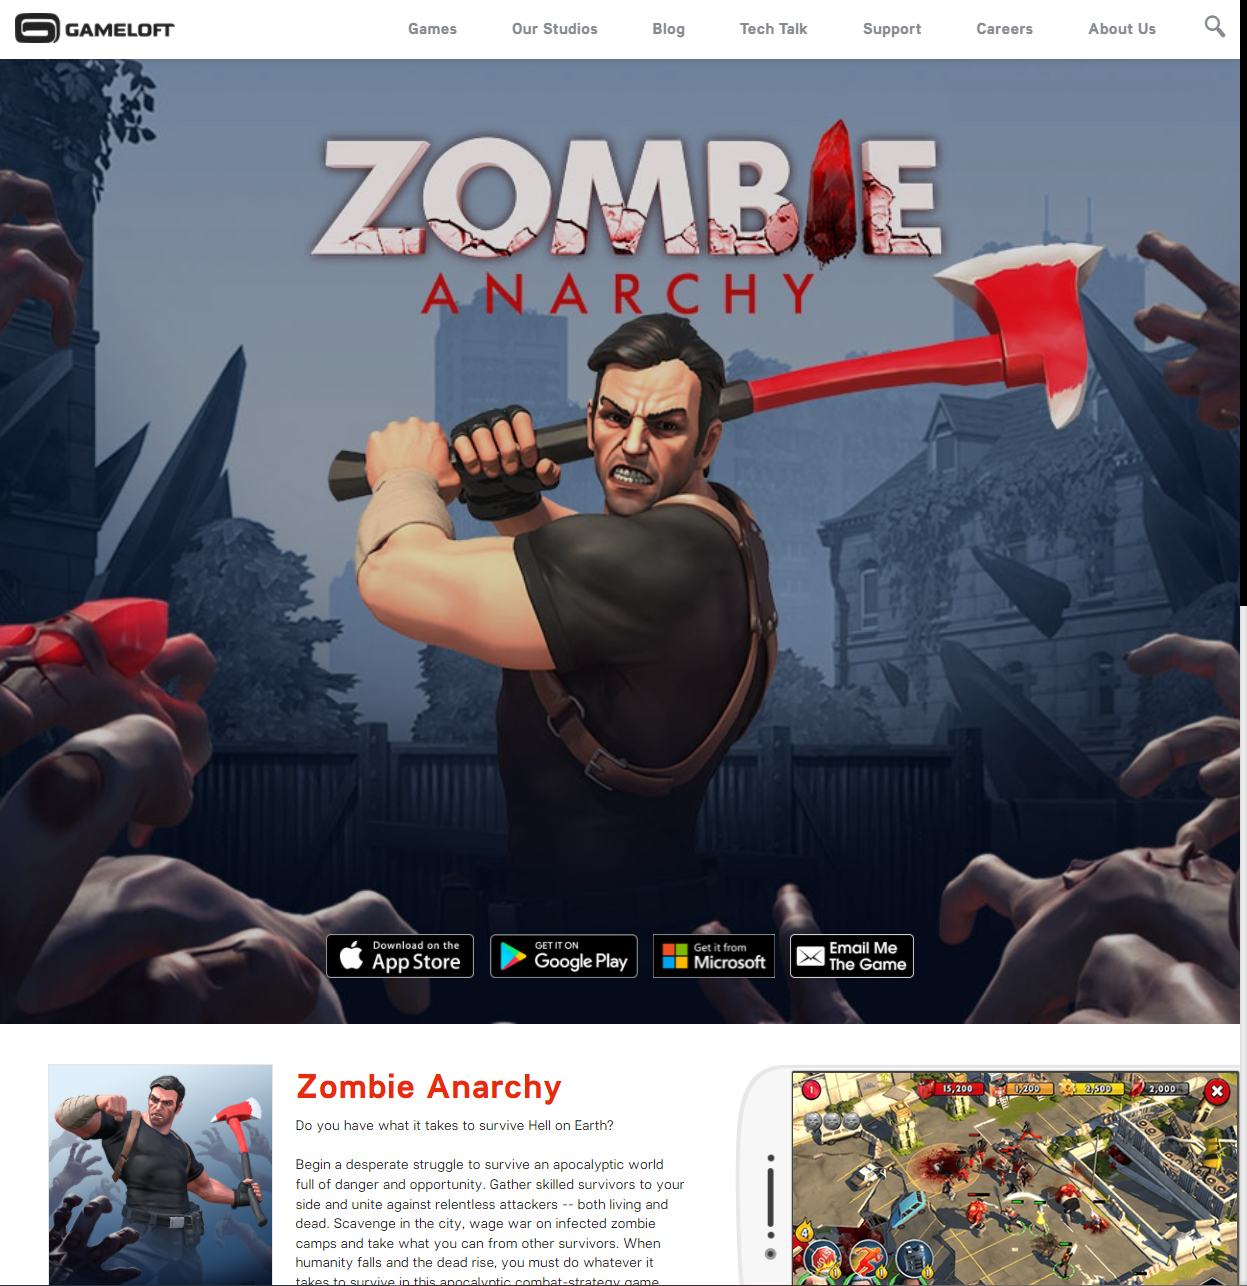 GAMELOFT
Games
Our Studios
Blog
Tech Talk
Support
Careers
About Us
ZOMBIE
ANARCHY
Download on the
App Store
GET IT ON
Google Play
Get it from
Microsoft
Email Me
The Game
Zombie Anarchy
Do you have what it takes to survive Hell on Earth?
Begin a desperate struggle to survive an apocalyptic world
full of danger and opportunity. Gather skilled survivors to your
side and unite against relentless attackers -- both living and
dead. Scavenge in the city, wage war on infected zombie
camps and take what you can from other survivors. When
humanity falls and the dead rise, you must do whatever it
takes to survive in this apocalyptic combat-strategy game
1
15,200
1,200
2,500
2,000
4